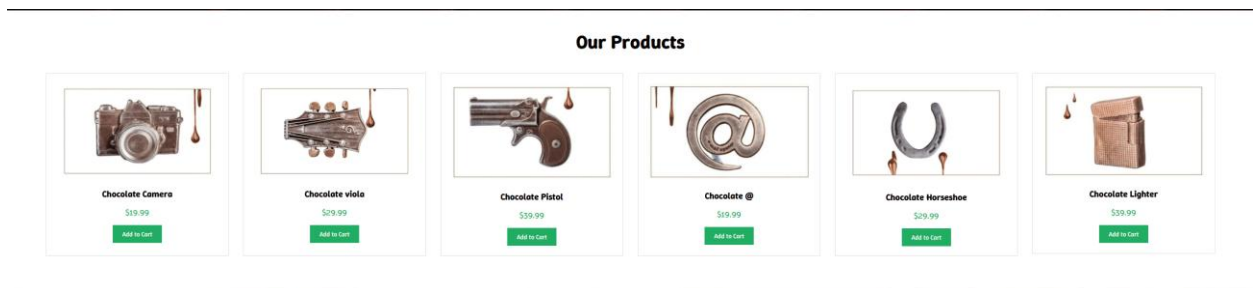 Our Products
Chocolate Camera
$19.99
Add to Cart
Chocolate viola
$29.99
Add to Cart
Chocolate Pistol
$39.99
Add to Cart
Chocolate @
$19.99
Add to Cart
Chocolate Horseshoe
$29.99
Add to Cart
Chocolate Lighter
$39.99
Add to Cart